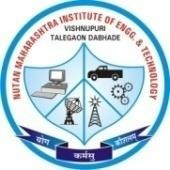 NUTAN MAHARASHTRA INSTITUTE OF ENGG. & TECHNOLOGY
VISHNUPURI
TALEGAON DABHADE
योग कर्मसु कौशलम्